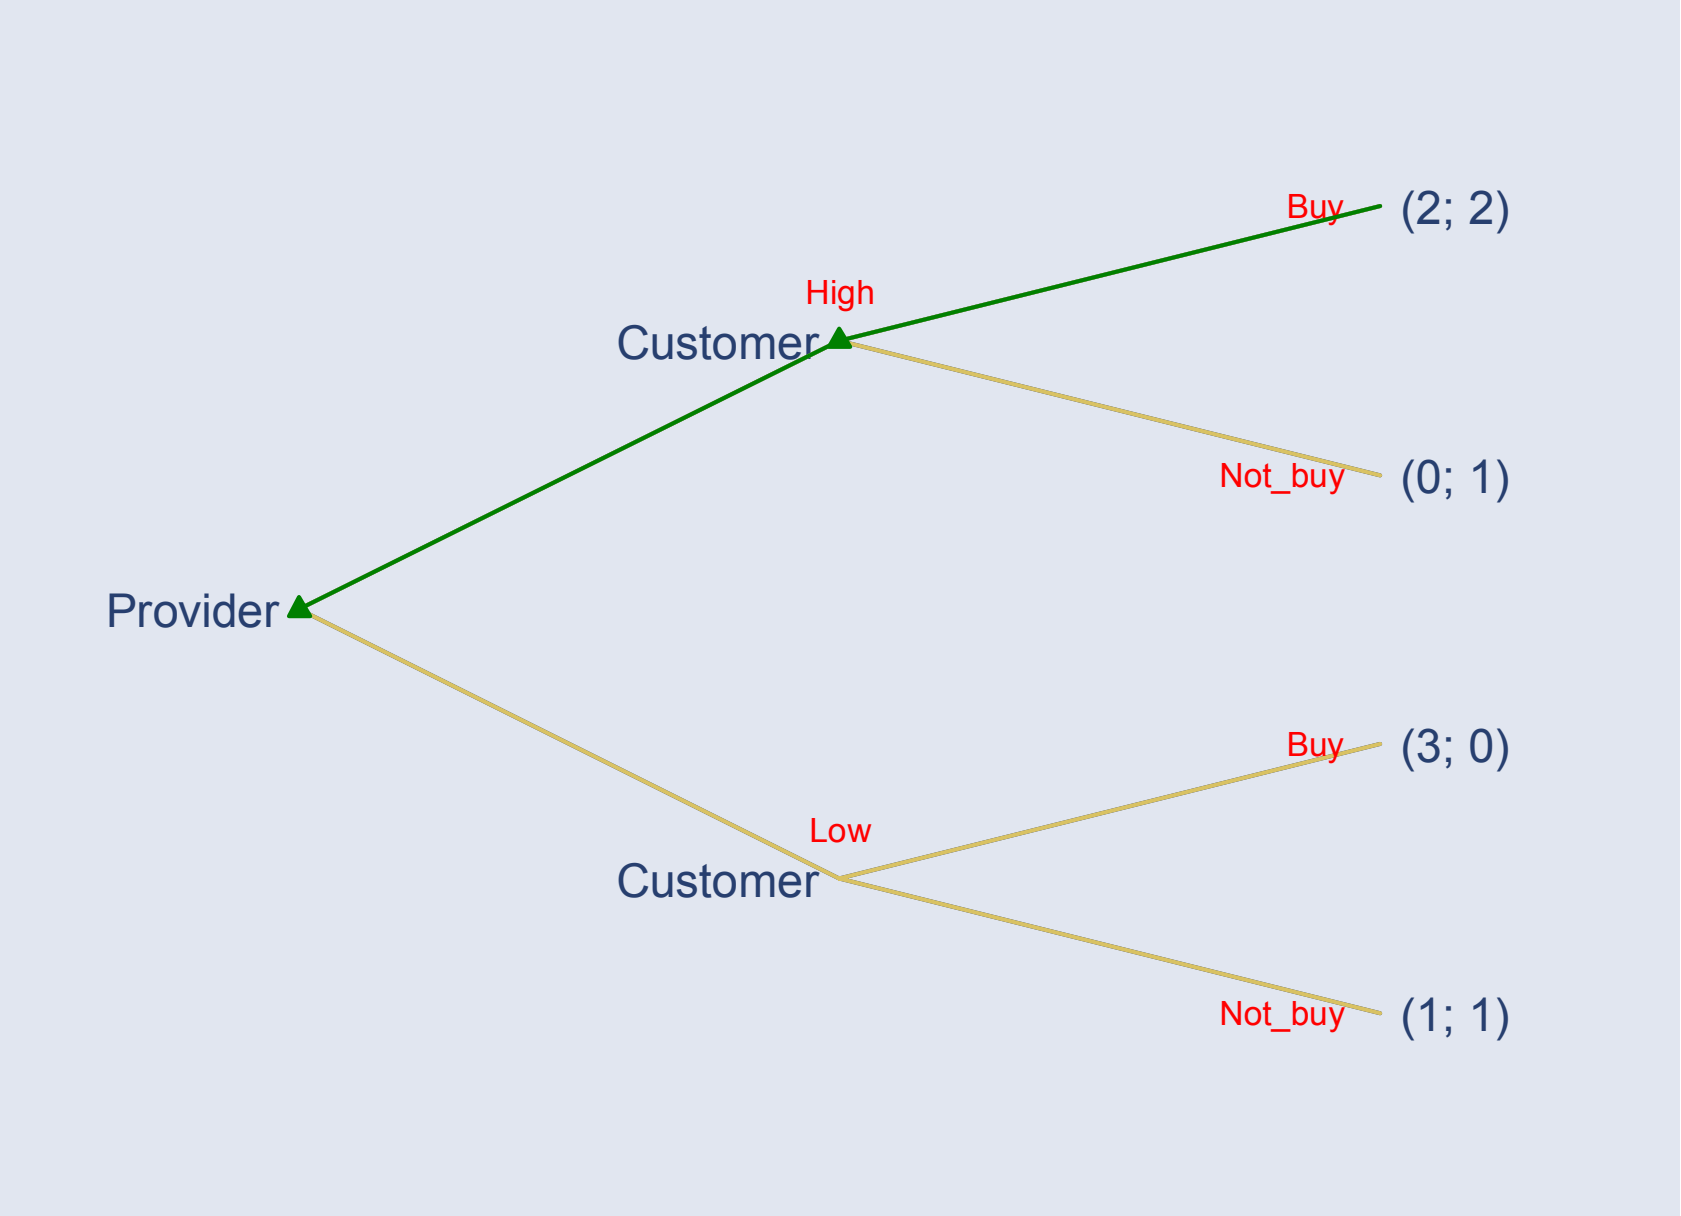 Buy (2; 2)
High
Customer
Not_buy (0; 1)
Provider
Buy (3; 0)
Low
Customer
Not_buy (1; 1)